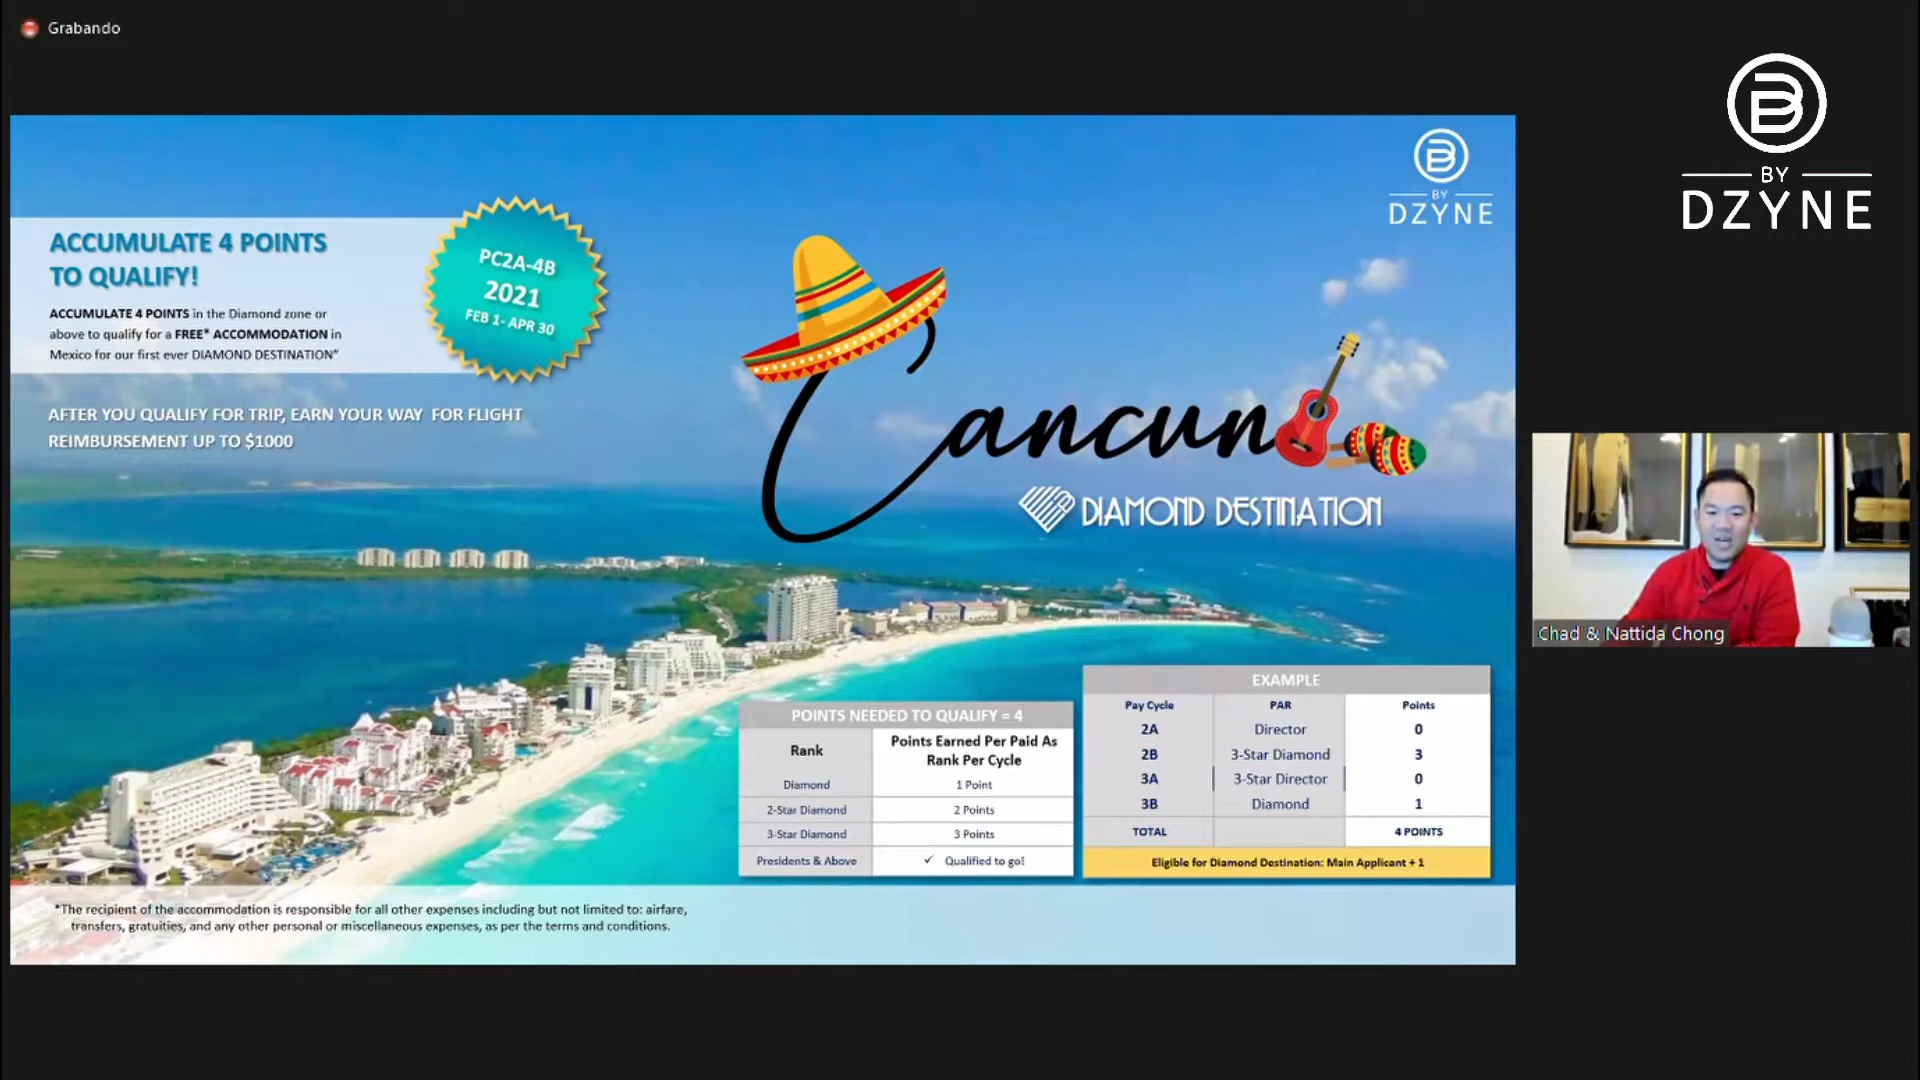 Grabando
B
BY
DZYNE
B
BY
DZYNE
ACCUMULATE 4 POINTS
TO QUALIFY!
ACCUMULATE 4 POINTS in the Diamond zone or
above to qualify for a FREE* ACCOMMODATION in
Mexico for our first ever DIAMOND DESTINATION"
PC2A-4B
2021
FEB 1- APR 30
AFTER YOU QUALIFY FOR TRIP, EARN YOUR WAY FOR FLIGHT
REIMBURSEMENT UP TO $1000
Cancun
DIAMOND DESTINATION
Chad & Nattida Chong
POINTS NEEDED TO QUALIFY = 4
Rank Points Earned Per Paid As
Rank Per Cycle
Diamond 1 Point
2-Star Diamond 2 Points
3-Star Diamond 3 Points
Presidents & Above ✓ Qualified to go!
EXAMPLE
Pay Cycle PAR Points
2A Director 0
2B 3-Star Diamond 3
3A 3-Star Director 0
3B Diamond 1
TOTAL 4 POINTS
Eligible for Diamond Destination: Main Applicant + 1
*The recipient of the accommodation is responsible for all other expenses including but not limited to: airfare,
transfers, gratuities, and any other personal or miscellaneous expenses, as per the terms and conditions.